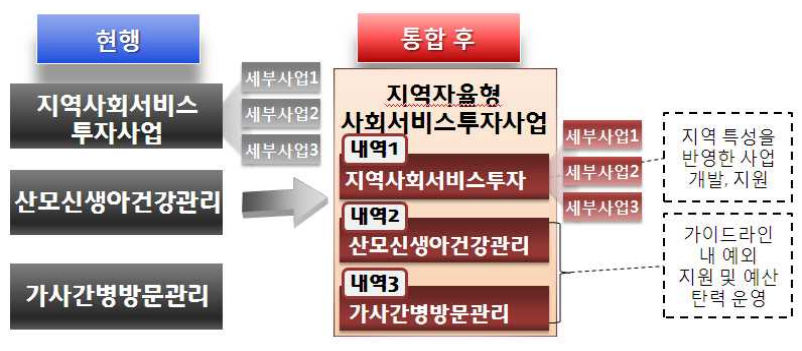 현행
지역사회서비스
투자사업
세부사업1
세부사업2
세부사업3
산모신생아건강관리
가사간병방문관리
통합 후
지역자율형
사회서비스투자사업
내역1
지역사회서비스투자
세부사업1
세부사업2
세부사업3
내역2
산모신생아건강관리
내역3
가사간병방문관리
지역 특성을
반영한 사업
개발, 지원
가이드라인
내 예외
지원 및 예산
탄력 운영